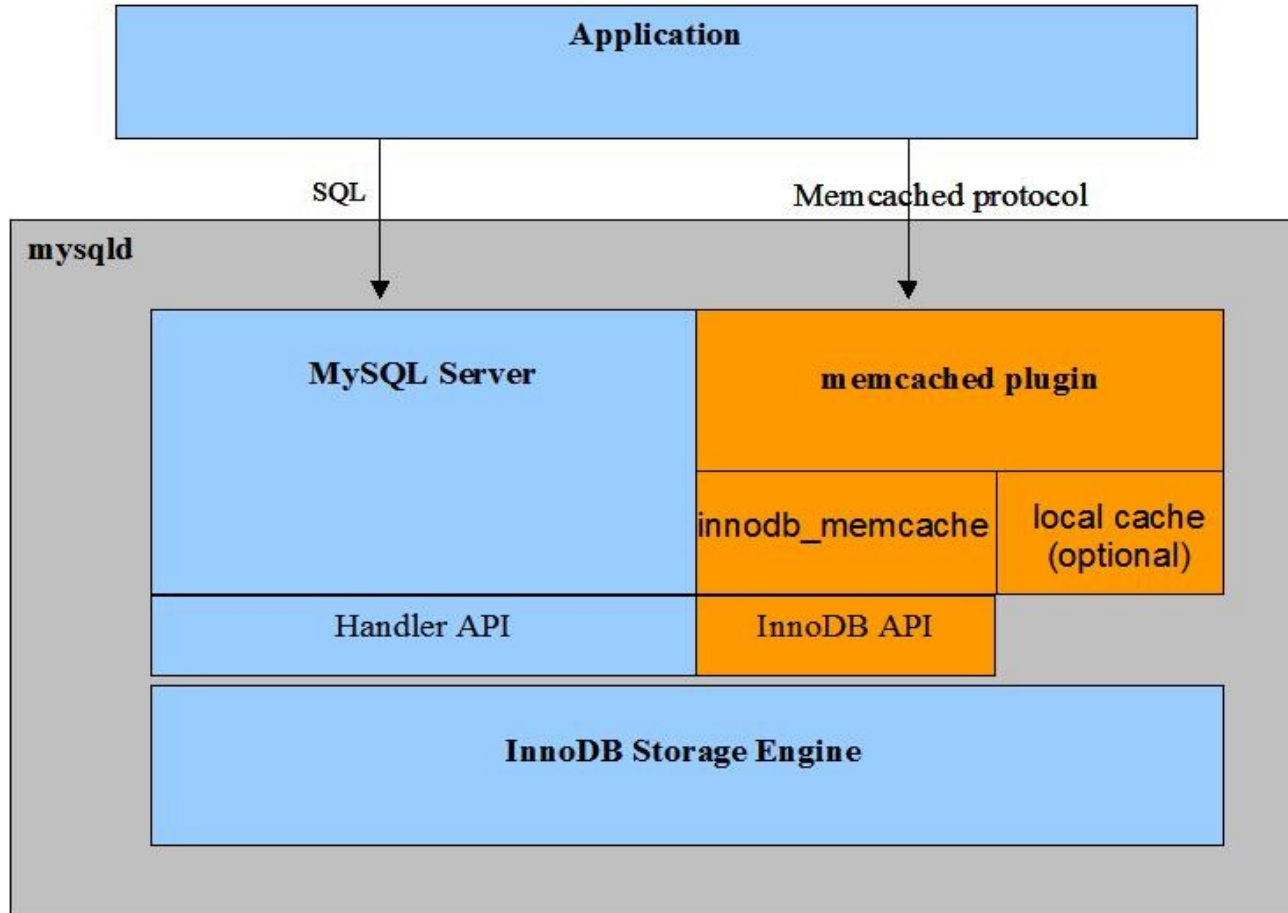 Application
SQL
Memcached protocol
mysqld
MySQL Server
memcached plugin
innodb_memcache
local cache
(optional)
Handler API
InnoDB API
InnoDB Storage Engine